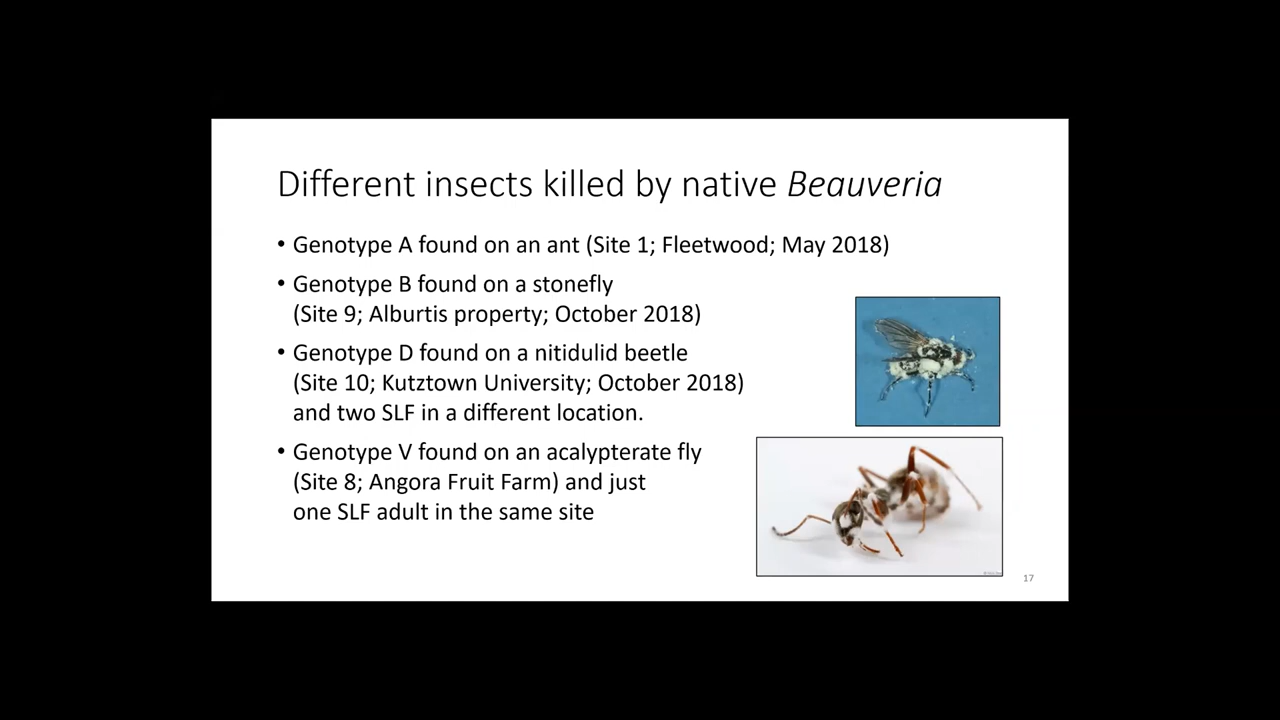 Different insects killed by native Beauveria
• Genotype A found on an ant (Site 1; Fleetwood; May 2018)
• Genotype B found on a stonefly
(Site 9; Alburtis property; October 2018)
• Genotype D found on a nitidulid beetle
(Site 10; Kutztown University; October 2018)
and two SLF in a different location.
• Genotype V found on an acalypterate fly
(Site 8; Angora Fruit Farm) and just
one SLF adult in the same site
17